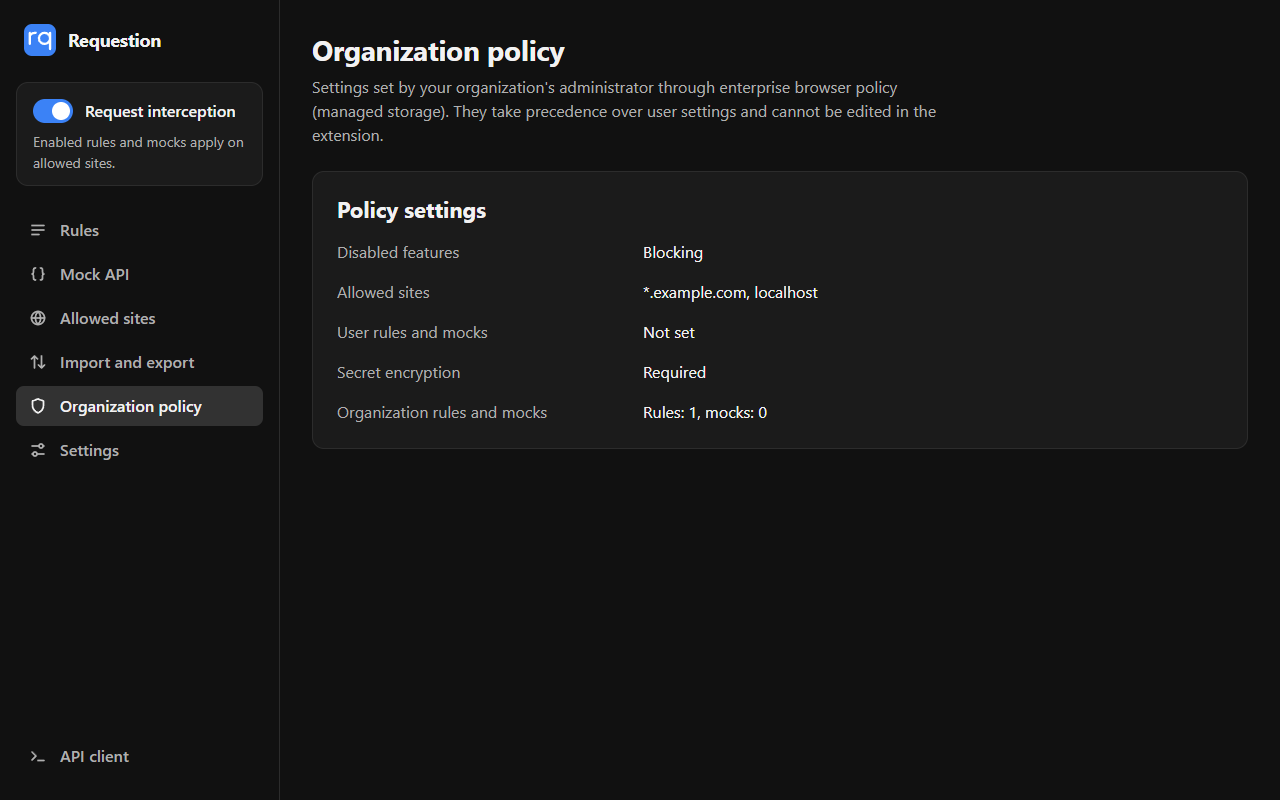 rq Requestion
Request interception
Enabled rules and mocks apply on
allowed sites.
Rules
Mock API
Allowed sites
Import and export
Organization policy
Settings
API client
Organization policy
Settings set by your organization's administrator through enterprise browser policy
(managed storage). They take precedence over user settings and cannot be edited in the
extension.
Policy settings
Disabled features Blocking
Allowed sites *.example.com, localhost
User rules and mocks Not set
Secret encryption Required
Organization rules and mocks Rules: 1, mocks: 0